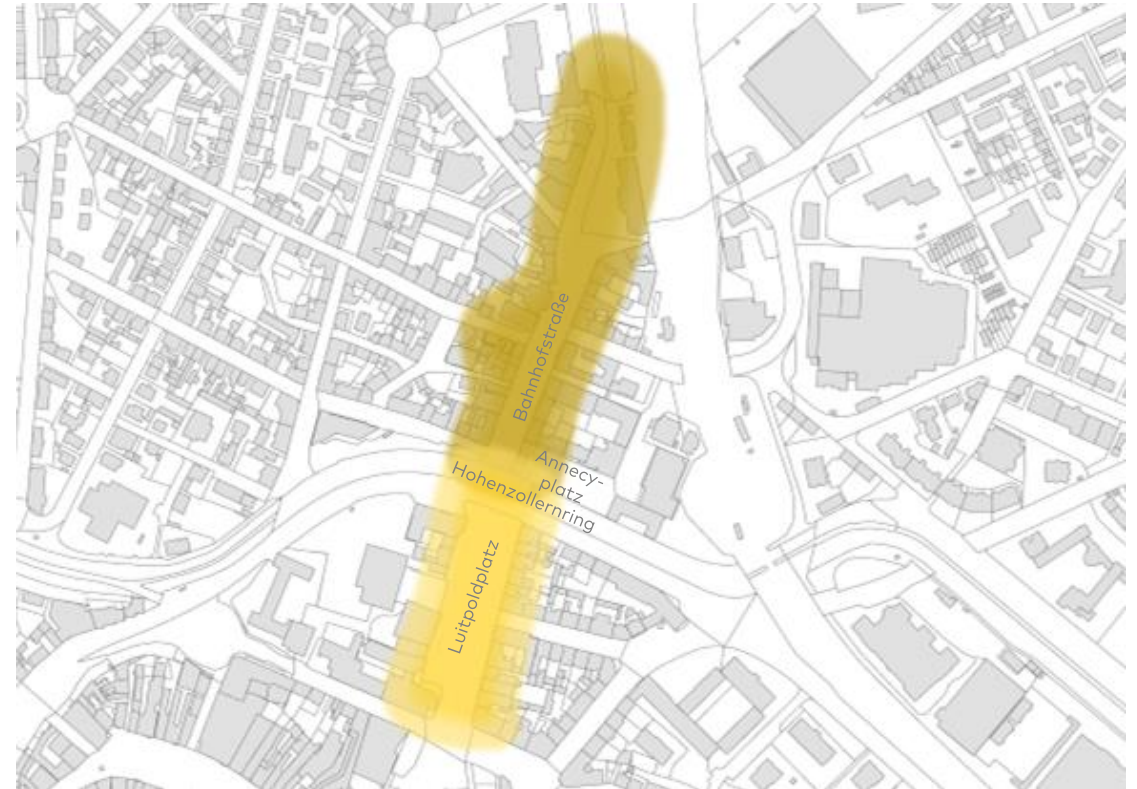 Bahnhofstraße
Annecy-
platz
Hohenzollernring
Luitpoldplatz